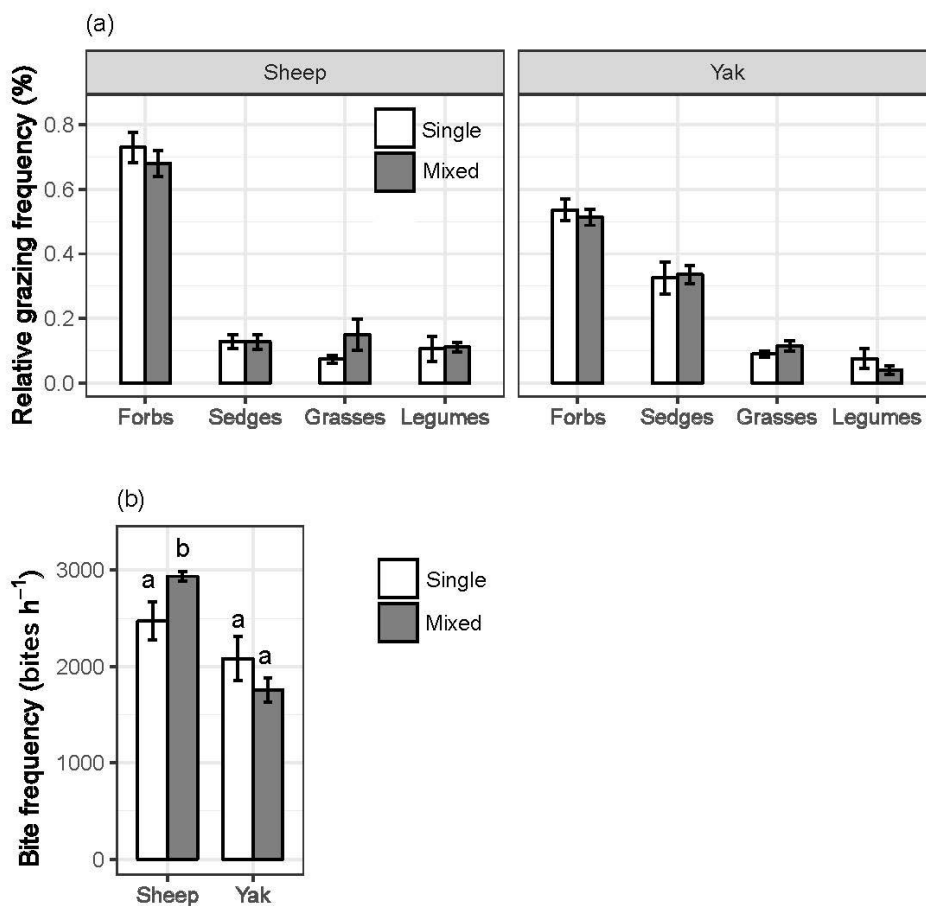 (a)
Sheep
Yak
Relative grazing frequency (%)
0.8
0.6
0.4
0.2
0.0
Single
Mixed
Forbs Sedges Grasses Legumes
Forbs Sedges Grasses Legumes
(b)
Bite frequency (bites h⁻¹)
3000
2000
1000
0
a
b
a
a
Single
Mixed
Sheep Yak